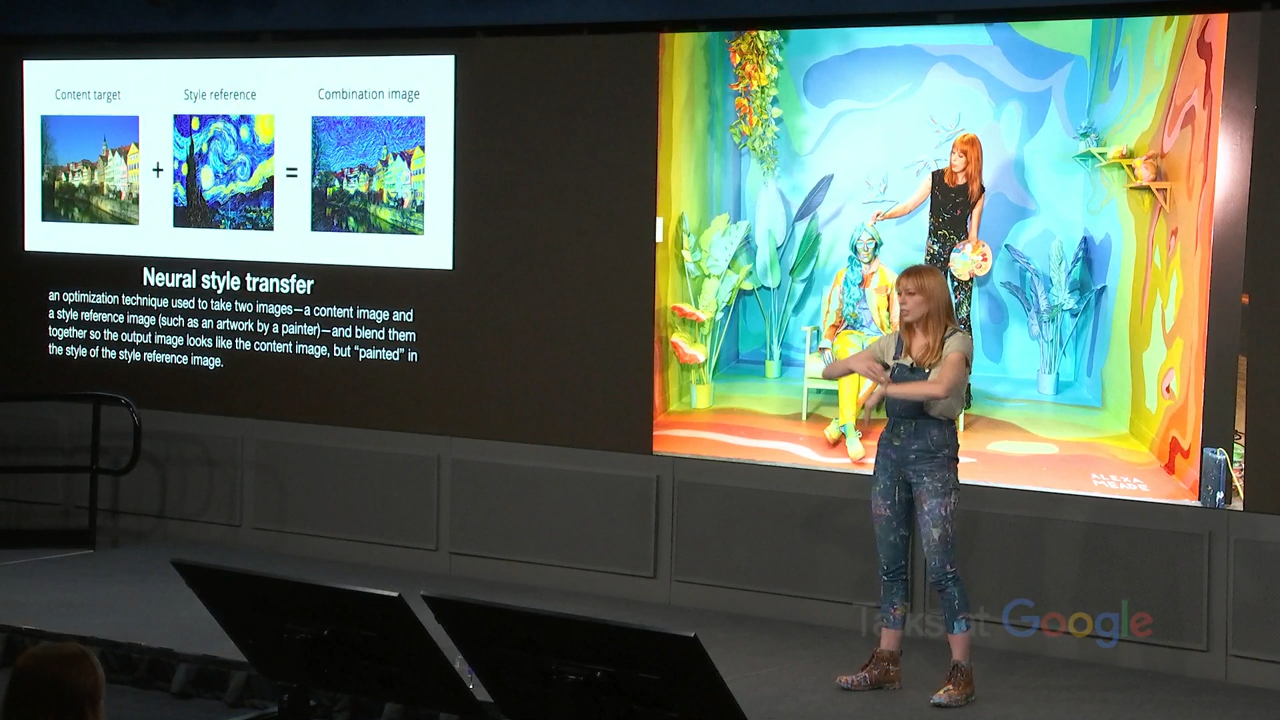 Content target
Style reference
Combination image
+
=
Neural style transfer
an optimization technique used to take two images—a content image and
a style reference image (such as an artwork by a painter)—and blend them
together so the output image looks like the content image, but “painted” in
the style of the style reference image.
ALEXA
MEADE
Talks at Google